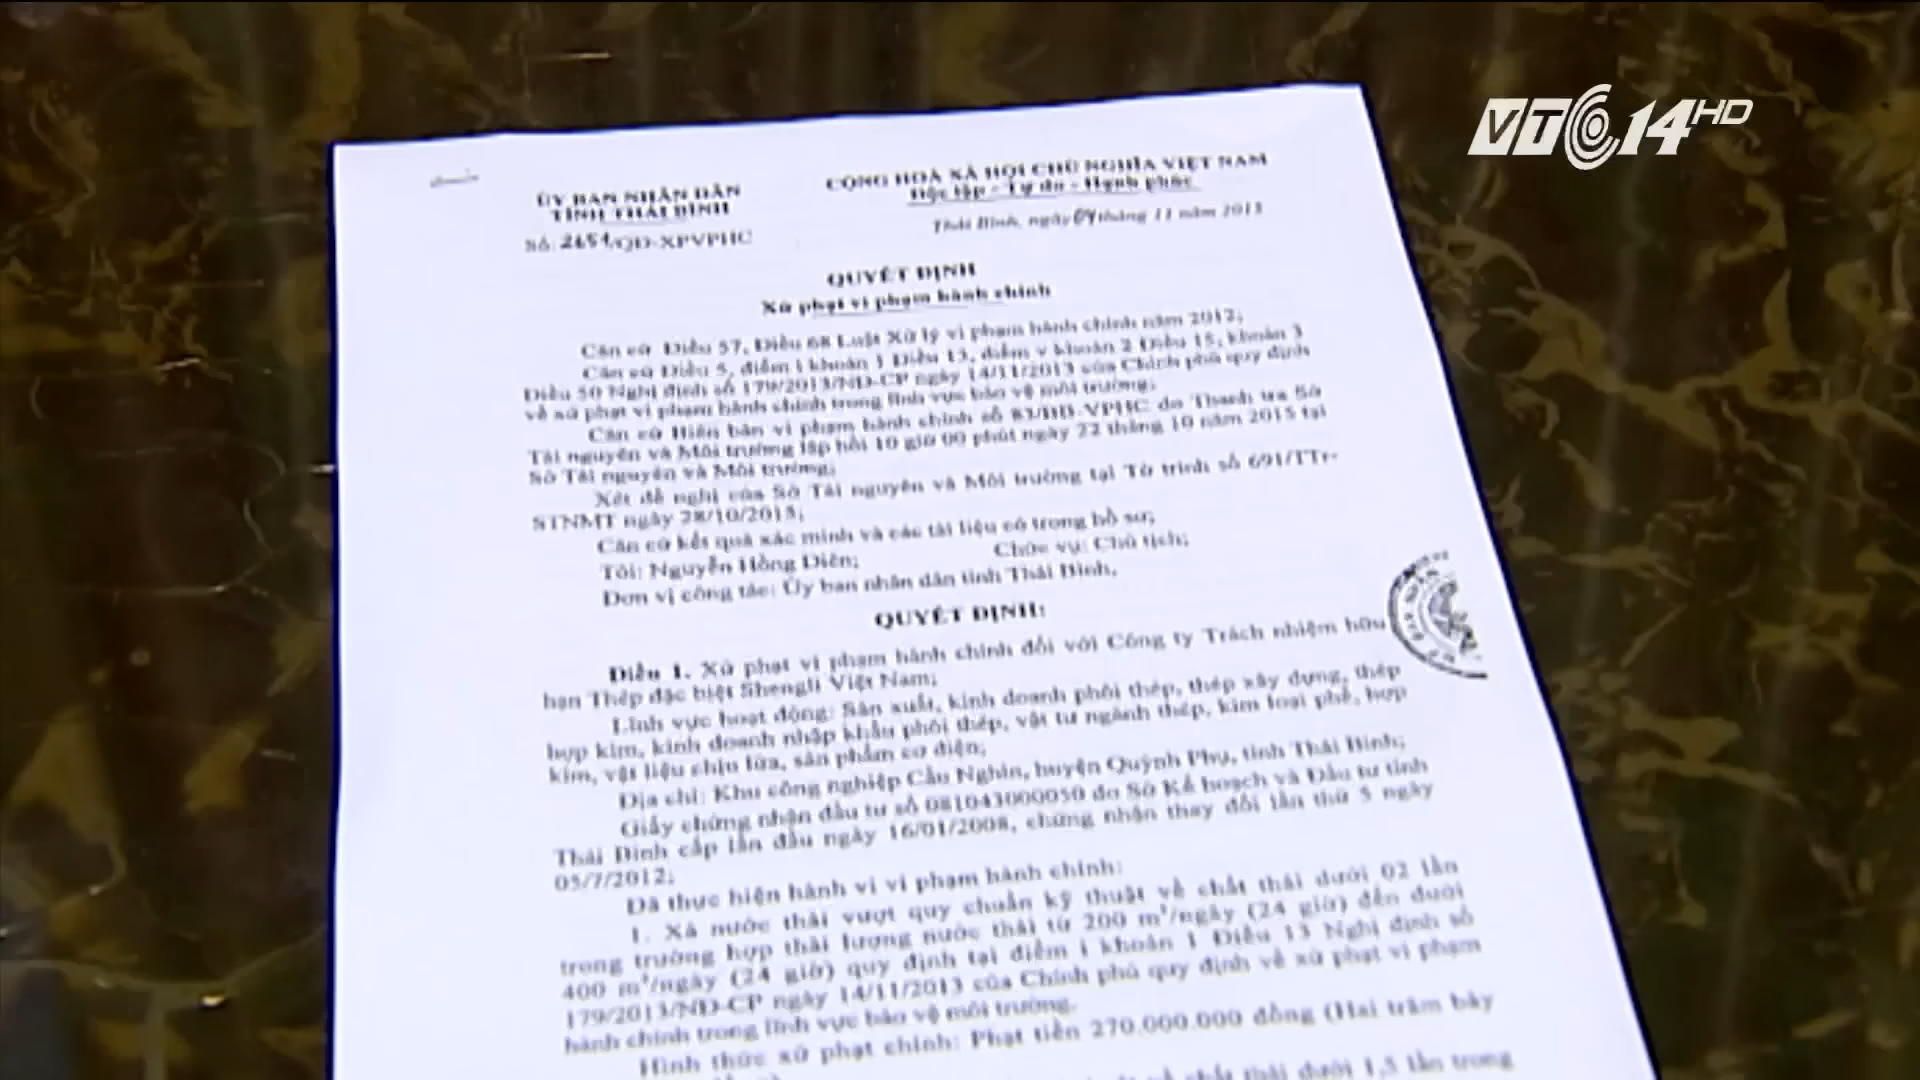 VTC14 HD
ỦY BAN NHÂN DÂN
TỈNH THÁI BÌNH
Số: 2651/QĐ-XPVPHC
CỘNG HOÀ XÃ HỘI CHỦ NGHĨA VIỆT NAM
Độc lập - Tự do - Hạnh phúc
Thái Bình, ngày 04 tháng 11 năm 2015
QUYẾT ĐỊNH
Xử phạt vi phạm hành chính
Căn cứ Điều 57, Điều 68 Luật Xử lý vi phạm hành chính năm 2012;
Căn cứ Điều 5, điểm i khoản 1 Điều 13, điểm v khoản 2 Điều 15, khoản 3
Điều 50 Nghị định số 179/2013/NĐ-CP ngày 14/11/2013 của Chính phủ quy định
về xử phạt vi phạm hành chính trong lĩnh vực bảo vệ môi trường;
Căn cứ Biên bản vi phạm hành chính số 83/BB-VPHC do Thanh tra Sở
Tài nguyên và Môi trường lập hồi 10 giờ 00 phút ngày 22 tháng 10 năm 2015 tại
Sở Tài nguyên và Môi trường;
Xét đề nghị của Sở Tài nguyên và Môi trường tại Tờ trình số 691/TTr-
STNMT ngày 28/10/2015;
Căn cứ kết quả xác minh và các tài liệu có trong hồ sơ;
Tôi: Nguyễn Hồng Diên; Chức vụ: Chủ tịch;
Đơn vị công tác: Ủy ban nhân dân tỉnh Thái Bình,
QUYẾT ĐỊNH:
Điều 1. Xử phạt vi phạm hành chính đối với Công ty Trách nhiệm hữu
hạn Thép đặc biệt Shengli Việt Nam;
Lĩnh vực hoạt động: Sản xuất, kinh doanh phôi thép, thép xây dựng, thép
hợp kim, kinh doanh nhập khẩu phôi thép, vật tư ngành thép, kim loại phế, hợp
kim, vật liệu chịu lửa, sản phẩm cơ điện;
Địa chỉ: Khu công nghiệp Cầu Nghìn, huyện Quỳnh Phụ, tỉnh Thái Bình;
Giấy chứng nhận đầu tư số 081043000050 do Sở Kế hoạch và Đầu tư tỉnh
Thái Bình cấp lần đầu ngày 16/01/2008, chứng nhận thay đổi lần thứ 5 ngày
05/7/2012;
Đã thực hiện hành vi vi phạm hành chính:
1. Xả nước thải vượt quy chuẩn kỹ thuật về chất thải dưới 02 lần
trong trường hợp thải lượng nước thải từ 200 m³/ngày (24 giờ) đến dưới
400 m³/ngày (24 giờ) quy định tại điểm i khoản 1 Điều 13 Nghị định số
179/2013/NĐ-CP ngày 14/11/2013 của Chính phủ quy định về xử phạt vi phạm
hành chính trong lĩnh vực bảo vệ môi trường.
Hình thức xử phạt chính: Phạt tiền 270.000.000 đồng (Hai trăm bảy
về chất thải dưới 1,5 lần trong